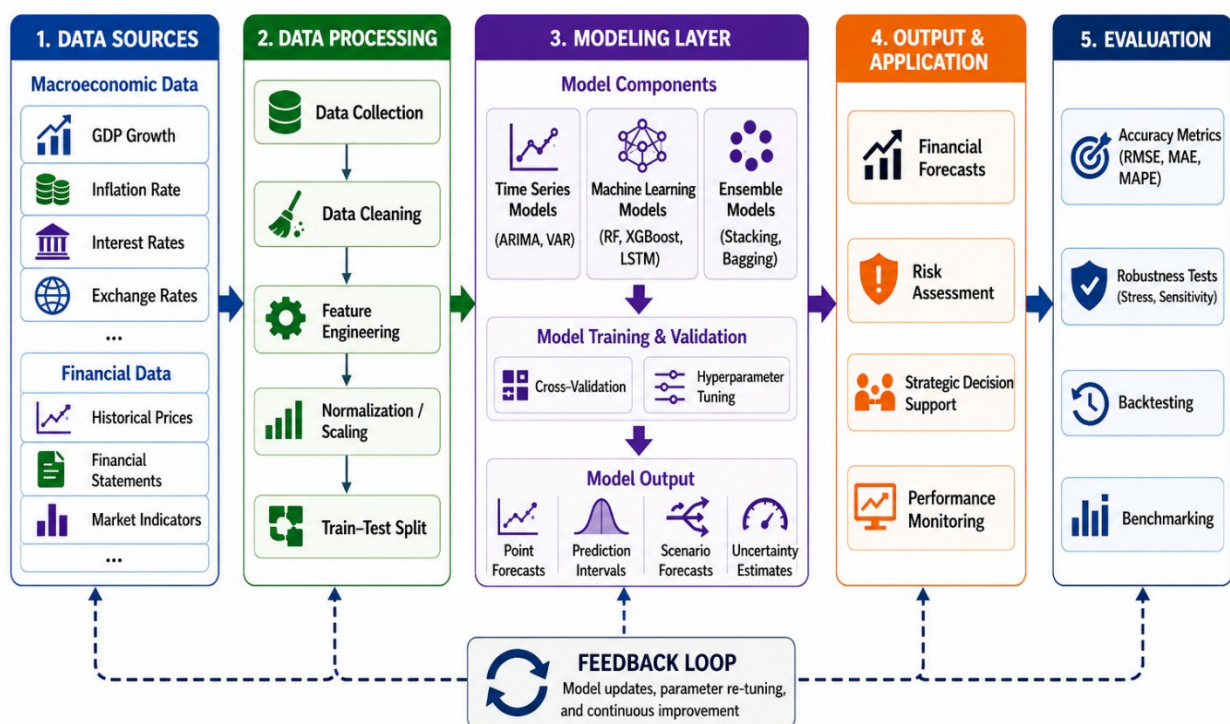 1. DATA SOURCES
Macroeconomic Data
GDP Growth
Inflation Rate
Interest Rates
Exchange Rates
...
Financial Data
Historical Prices
Financial
Statements
Market Indicators
...
2. DATA PROCESSING
Data Collection
Data Cleaning
Feature
Engineering
Normalization /
Scaling
Train–Test Split
3. MODELING LAYER
Model Components
Time Series
Models
(ARIMA, VAR)
Machine Learning
Models
(RF, XGBoost,
LSTM)
Ensemble
Models
(Stacking,
Bagging)
Model Training & Validation
Cross-Validation
Hyperparameter
Tuning
Model Output
Point
Forecasts
Prediction
Intervals
Scenario
Forecasts
Uncertainty
Estimates
4. OUTPUT &
APPLICATION
Financial
Forecasts
Risk
Assessment
Strategic Decision
Support
Performance
Monitoring
5. EVALUATION
Accuracy Metrics
(RMSE, MAE,
MAPE)
Robustness Tests
(Stress, Sensitivity)
Backtesting
Benchmarking
FEEDBACK LOOP
Model updates, parameter re-tuning,
and continuous improvement